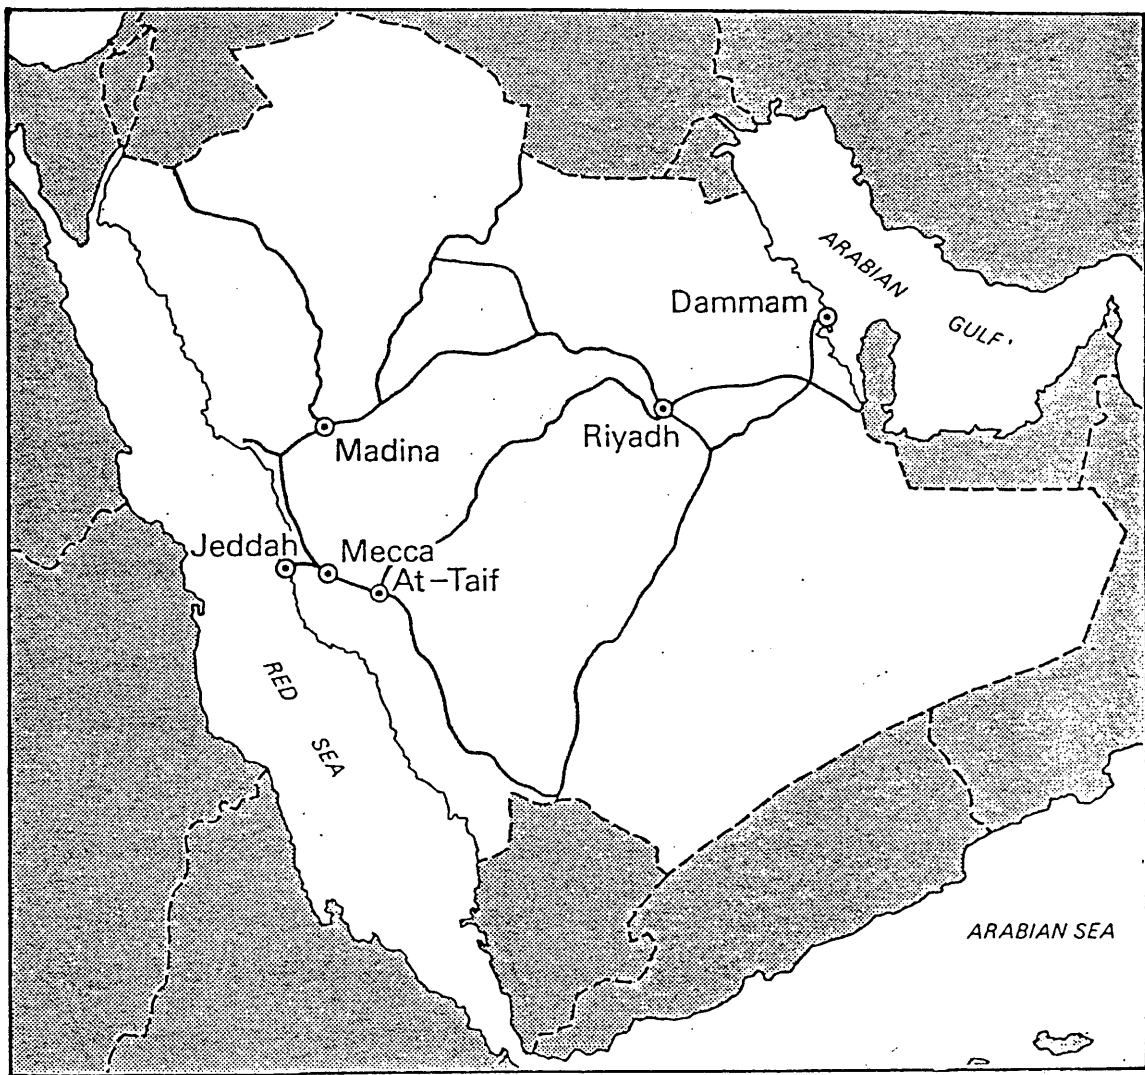 ARABIAN
GULF
Dammam
Riyadh
Madina
Jeddah
Mecca
At-Taif
RED
SEA
ARABIAN SEA